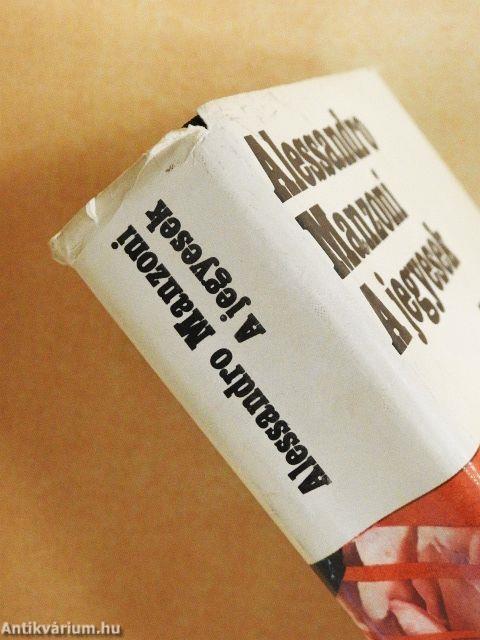 Alessandro
Manzoni
A jegyesek
Alessandro Manzoni
A jegyesek
Antikvárium.hu